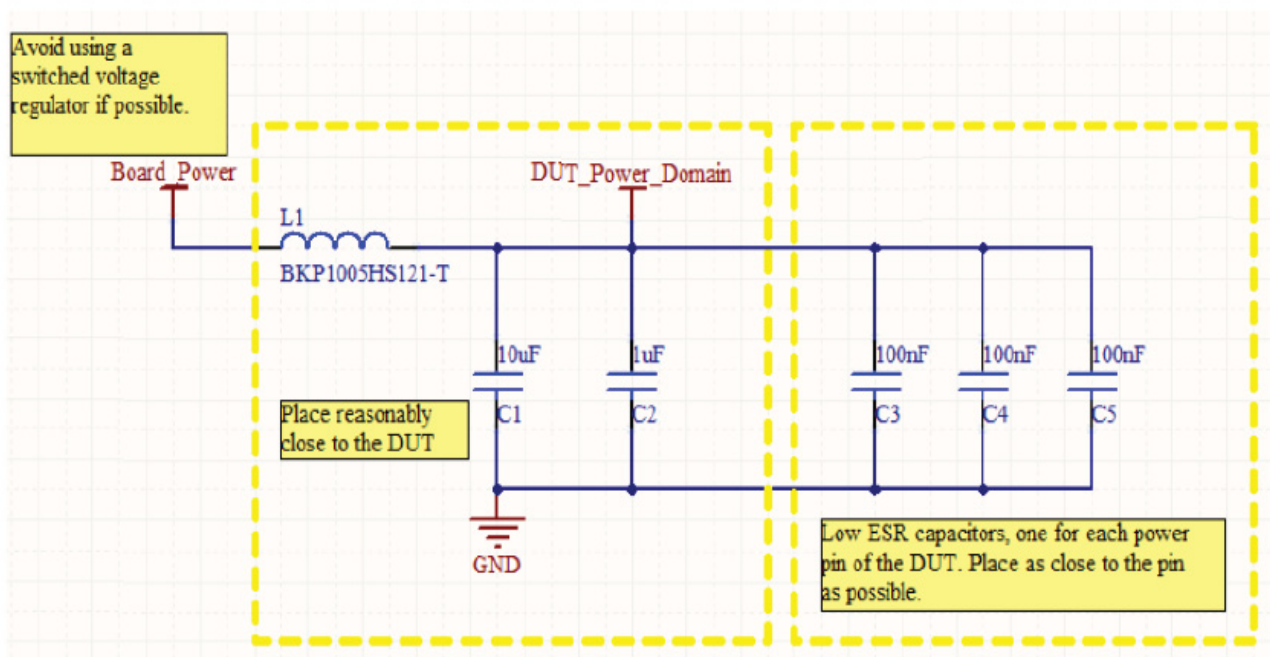 Avoid using a
switched voltage
regulator if possible.
Board_Power
DUT_Power_Domain
L1
BKP1005HS121-T
10uF
1uF
100nF
100nF
100nF
C1
C2
C3
C4
C5
Place reasonably
close to the DUT
GND
Low ESR capacitors, one for each power
pin of the DUT. Place as close to the pin
as possible.